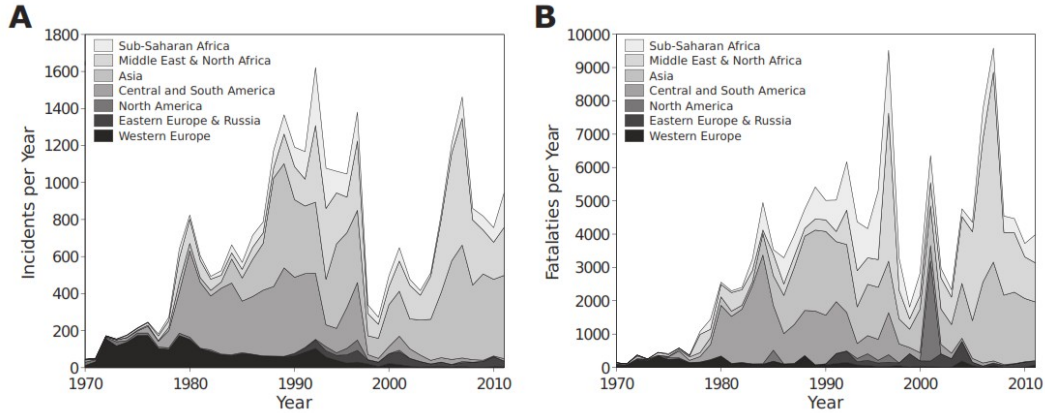 A
Incidents per Year
1800
1600
1400
1200
1000
800
600
400
200
0
Sub-Saharan Africa
Middle East & North Africa
Asia
Central and South America
North America
Eastern Europe & Russia
Western Europe
1970
1980
1990
2000
2010
Year
B
Fatalaties per Year
10000
9000
8000
7000
6000
5000
4000
3000
2000
1000
0
Sub-Saharan Africa
Middle East & North Africa
Asia
Central and South America
North America
Eastern Europe & Russia
Western Europe
1970
1980
1990
2000
2010
Year